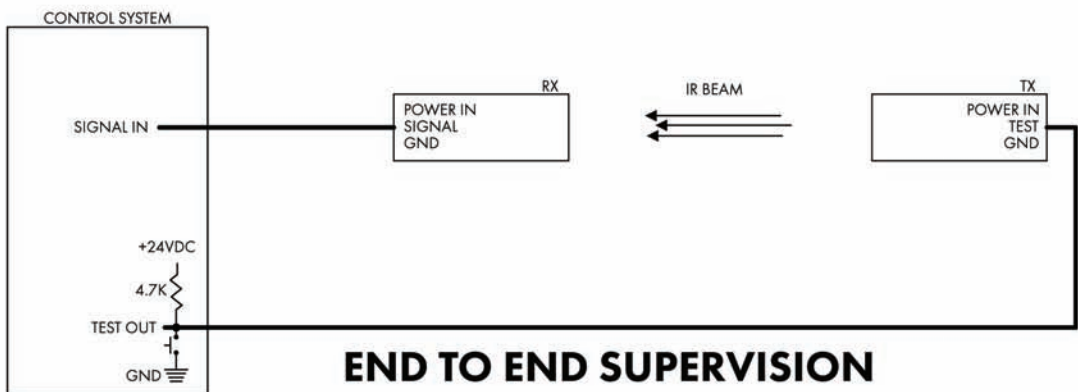 CONTROL SYSTEM
RX
IR BEAM
TX
POWER IN
SIGNAL
GND
POWER IN
TEST
GND
SIGNAL IN
+24VDC
4.7K
TEST OUT
GND
END TO END SUPERVISION